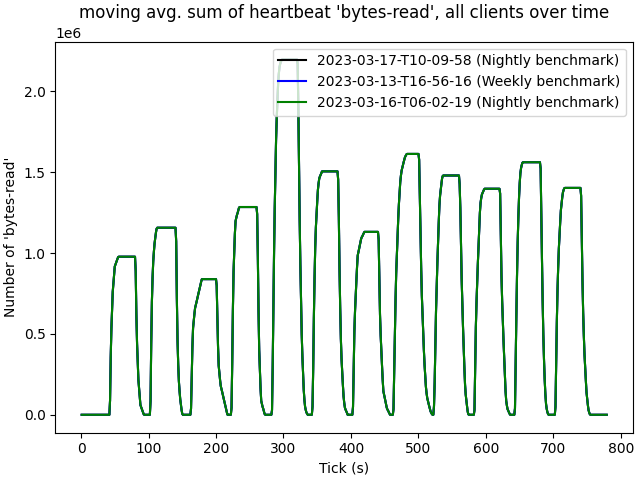 moving avg. sum of heartbeat 'bytes-read', all clients over time
1e6
2023-03-17-T10-09-58 (Nightly benchmark)
2023-03-13-T16-56-16 (Weekly benchmark)
2023-03-16-T06-02-19 (Nightly benchmark)
Number of 'bytes-read'
2.0
1.5
1.0
0.5
0.0
0 100 200 300 400 500 600 700 800
Tick (s)